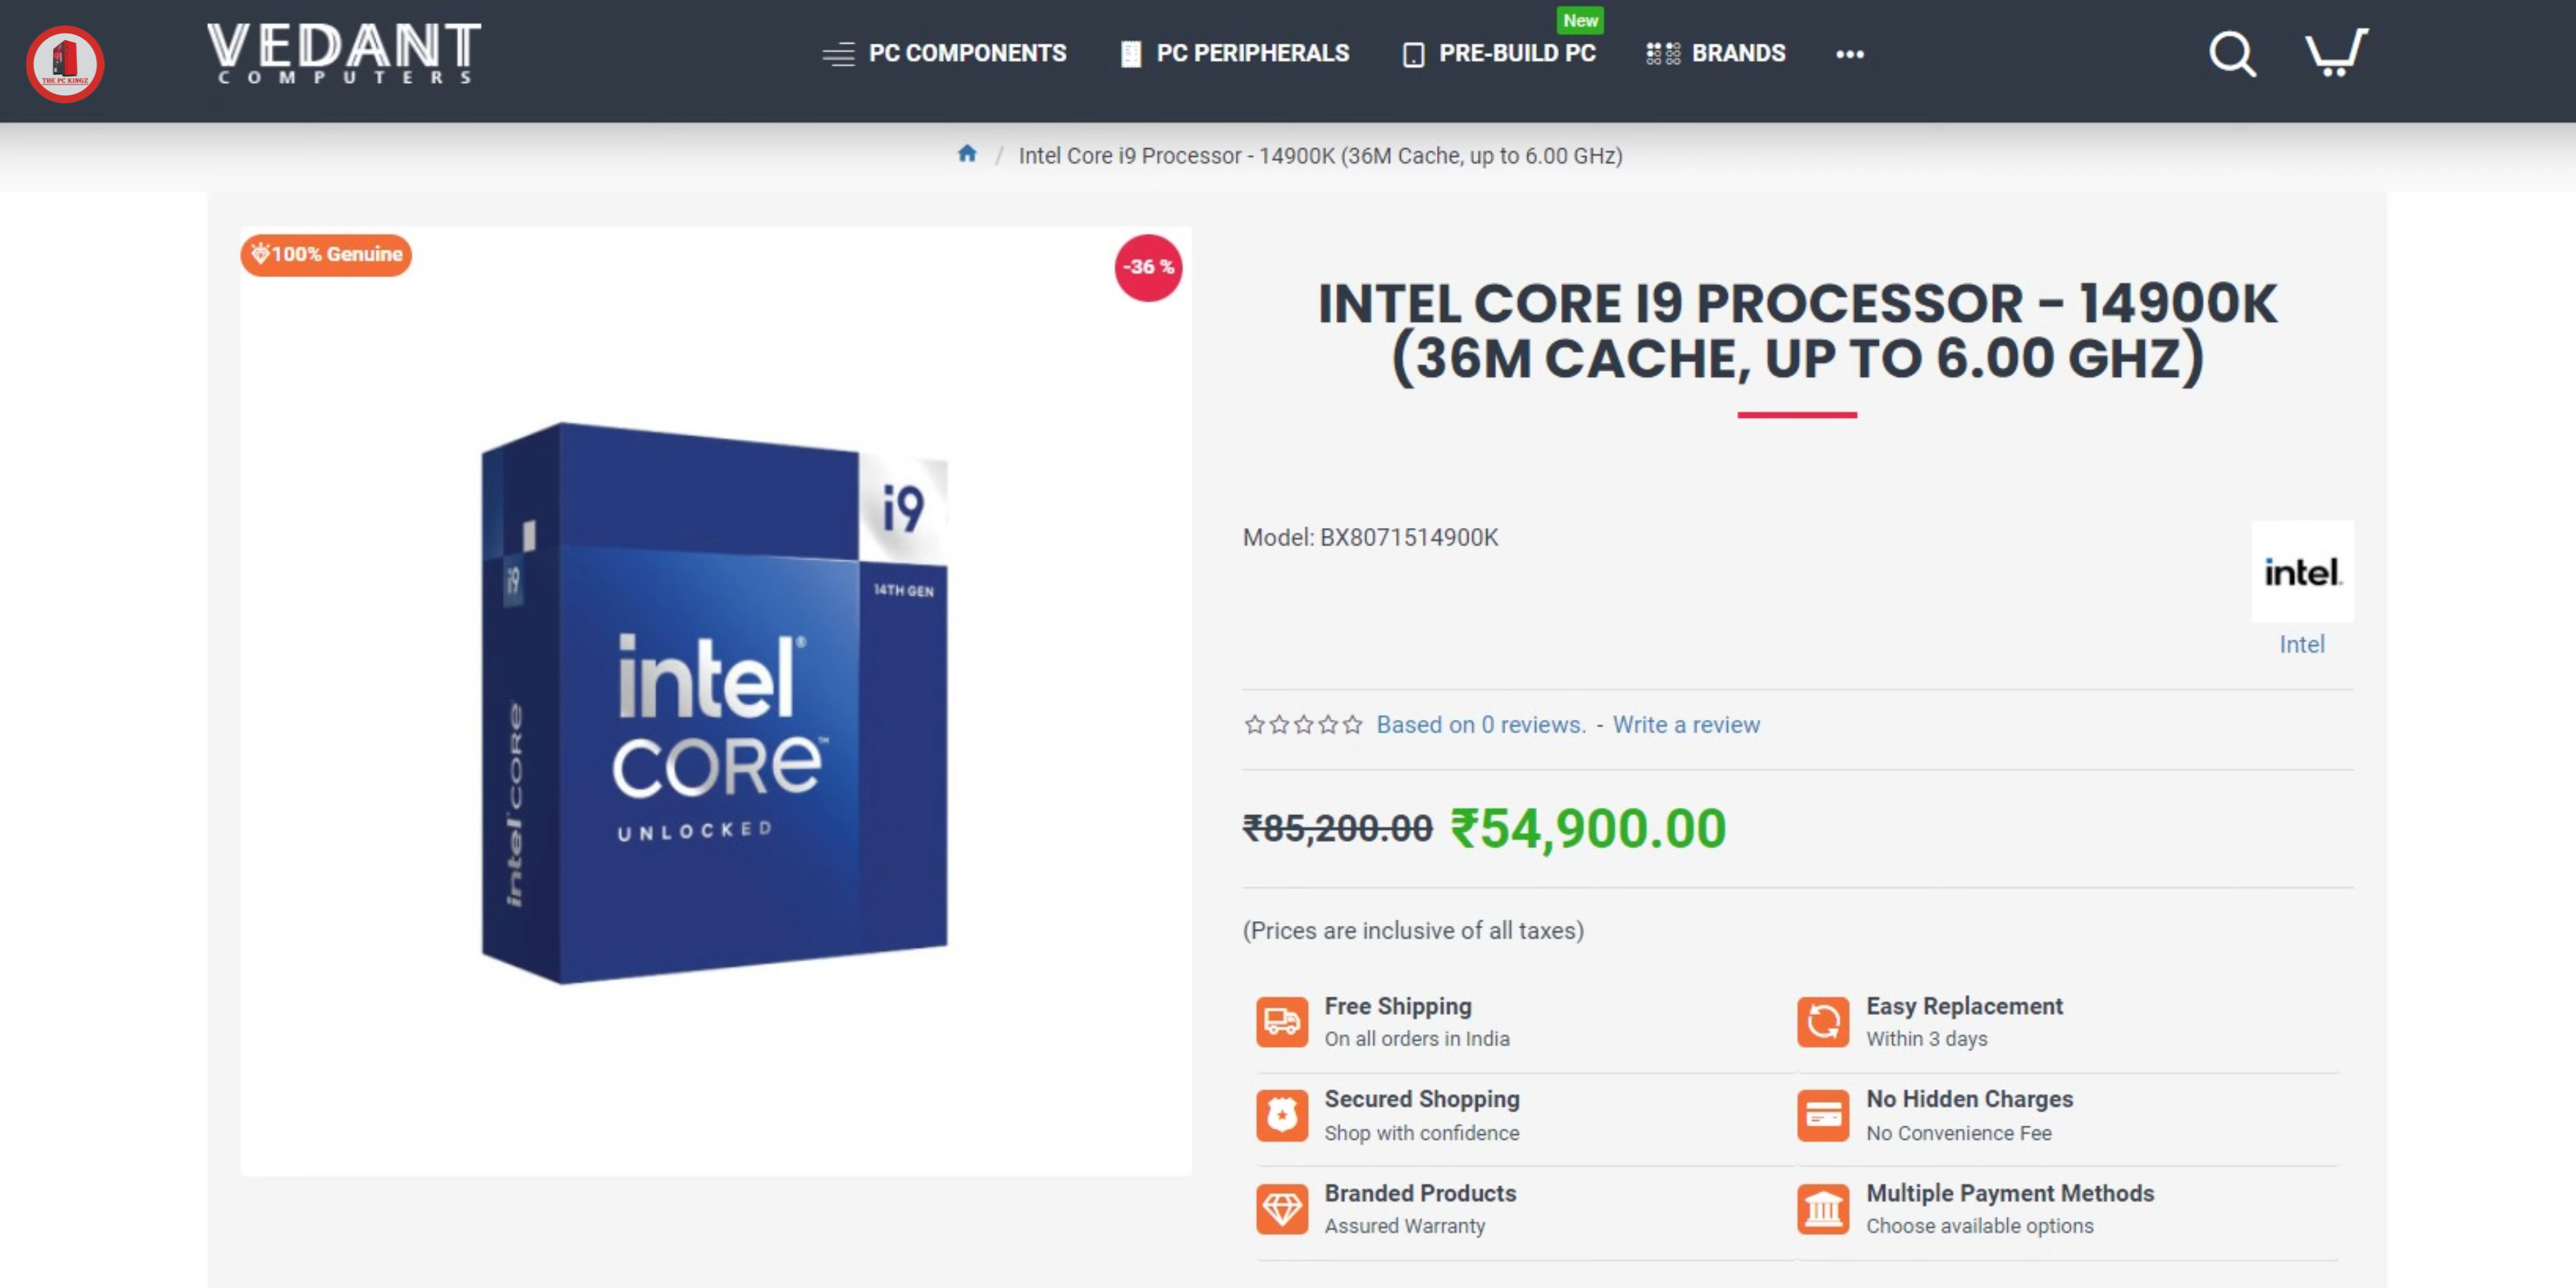 THE PC KINGZ
VEDANT
COMPUTERS
PC COMPONENTS
PC PERIPHERALS
New
PRE-BUILD PC
BRANDS
/ Intel Core i9 Processor - 14900K (36M Cache, up to 6.00 GHz)
100% Genuine
-36 %
i9
14TH GEN
i9
intel®
CORE™
UNLOCKED
intel CORE
INTEL CORE I9 PROCESSOR - 14900K
(36M CACHE, UP TO 6.00 GHZ)
Model: BX8071514900K
intel.
Intel
Based on 0 reviews. - Write a review
₹85,200.00 ₹54,900.00
(Prices are inclusive of all taxes)
Free Shipping
On all orders in India
Easy Replacement
Within 3 days
Secured Shopping
Shop with confidence
No Hidden Charges
No Convenience Fee
Branded Products
Assured Warranty
Multiple Payment Methods
Choose available options